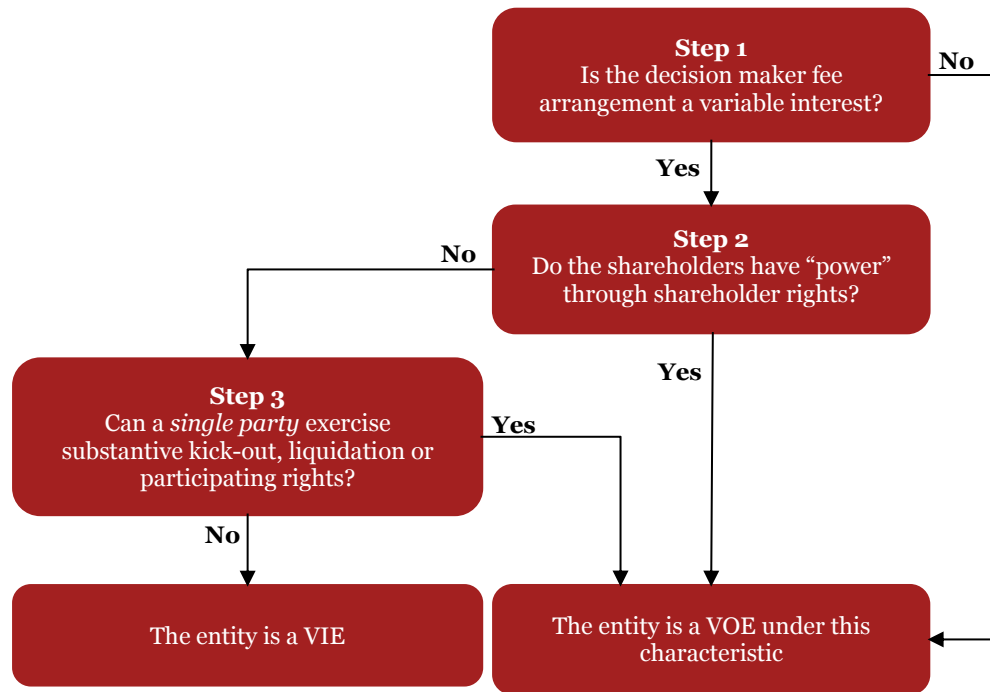 Step 1
Is the decision maker fee
arrangement a variable interest?
No
Yes
Step 2
Do the shareholders have “power”
through shareholder rights?
No
Yes
Step 3
Can a single party exercise
substantive kick-out, liquidation or
participating rights?
Yes
No
The entity is a VIE
The entity is a VOE under this
characteristic